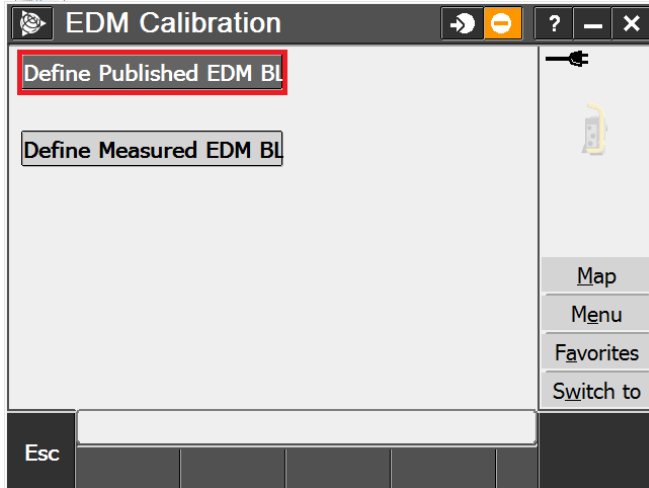 EDM Calibration
?
Define Published EDM BL
Define Measured EDM BL
Map
Menu
Favorites
Switch to
Esc